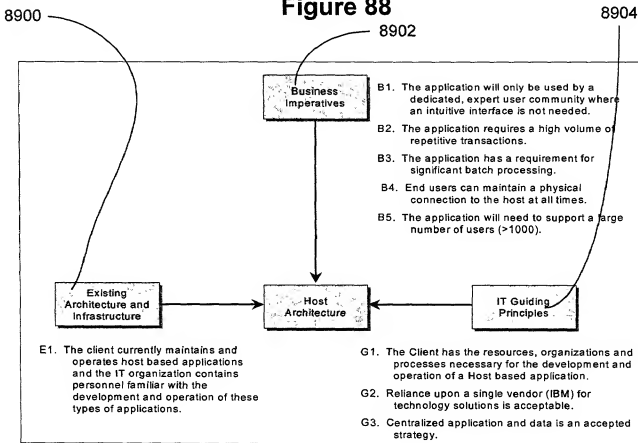 Figure 88
8900
8902
8904
Business
Imperatives
B1. The application will only be used by a
dedicated, expert user community where
an intuitive interface is not needed.
B2. The application requires a high volume of
repetitive transactions.
B3. The application has a requirement for
significant batch processing.
B4. End users can maintain a physical
connection to the host at all times.
B5. The application will need to support a large
number of users (>1000).
Existing
Architecture and
Infrastructure
Host
Architecture
IT Guiding
Principles
E1. The client currently maintains and
operates host based applications
and the IT organization contains
personnel familiar with the
development and operation of these
types of applications.
G1. The Client has the resources, organizations and
processes necessary for the development and
operation of a Host based application.
G2. Reliance upon a single vendor (IBM) for
technology solutions is acceptable.
G3. Centralized application and data is an accepted
strategy.